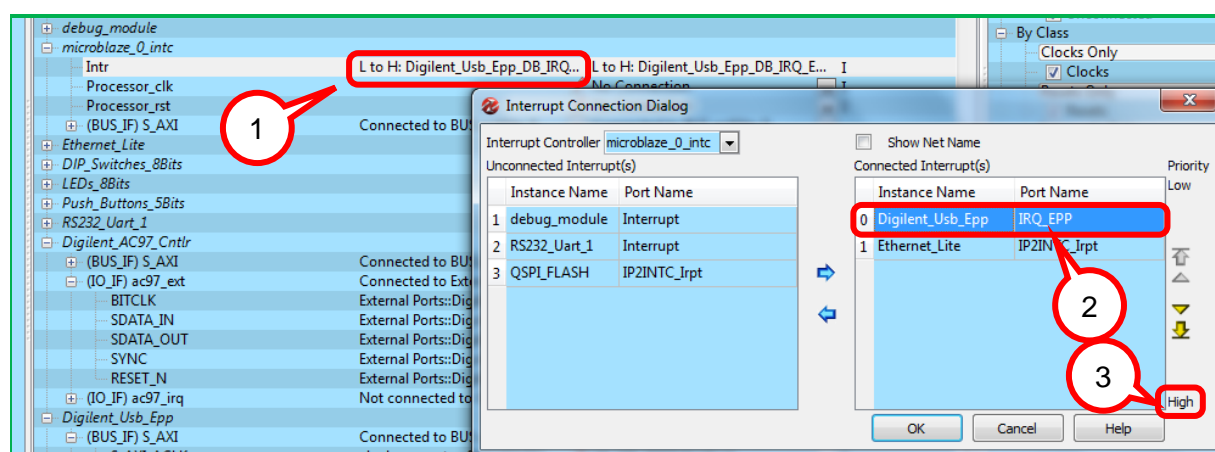 debug_module
microblaze_0_intc
By Class
Clocks Only
Intr
L to H: Digilent_Usb_Epp_DB_IRQ... L to H: Digilent_Usb_Epp_DB_IRQ_E... I
Clocks
Processor_clk
No Connection
Processor_rst
(BUS_IF) S_AXI
Connected to BUS
Ethernet_Lite
DIP_Switches_8Bits
LEDs_8Bits
Push_Buttons_5Bits
RS232_Uart_1
Digilent_AC97_Cntlr
(BUS_IF) S_AXI
Connected to BU
(IO_IF) ac97_ext
Connected to Ext
BITCLK
External Ports::Dig
SDATA_IN
External Ports::Dig
SDATA_OUT
External Ports::Dig
SYNC
External Ports::Dig
RESET_N
External Ports::Dig
(IO_IF) ac97_irq
Not connected to
Digilent_Usb_Epp
(BUS_IF) S_AXI
Connected to BUS
1
Interrupt Connection Dialog
Interrupt Controller microblaze_0_intc
Show Net Name
Unconnected Interrupt(s)
Connected Interrupt(s)
Priority
Instance Name Port Name
Instance Name Port Name
Low
1 debug_module Interrupt
0 Digilent_Usb_Epp IRQ_EPP
2 RS232_Uart_1 Interrupt
1 Ethernet_Lite IP2INTC_Irpt
3 QSPI_FLASH IP2INTC_Irpt
2
3
High
OK Cancel Help